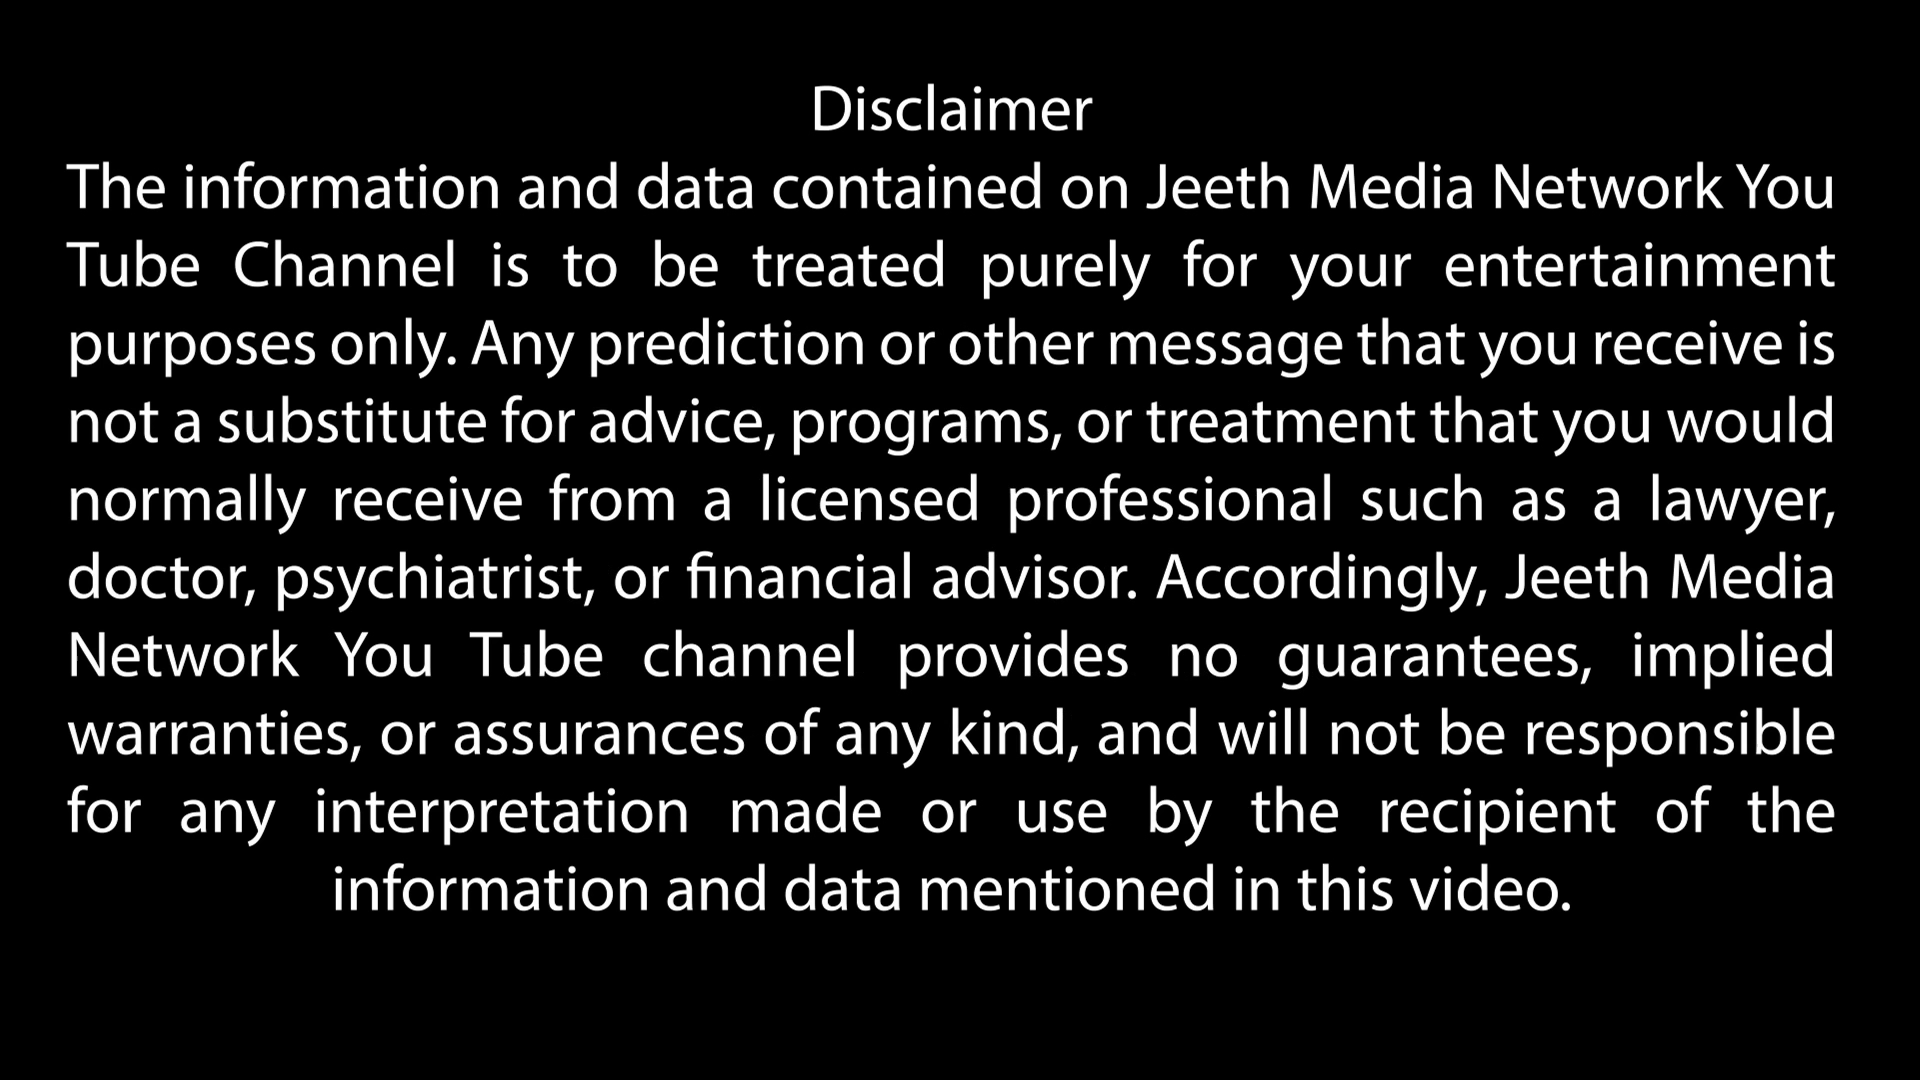 Disclaimer
The information and data contained on Jeeth Media Network You
Tube Channel is to be treated purely for your entertainment
purposes only. Any prediction or other message that you receive is
not a substitute for advice, programs, or treatment that you would
normally receive from a licensed professional such as a lawyer,
doctor, psychiatrist, or financial advisor. Accordingly, Jeeth Media
Network You Tube channel provides no guarantees, implied
warranties, or assurances of any kind, and will not be responsible
for any interpretation made or use by the recipient of the
information and data mentioned in this video.